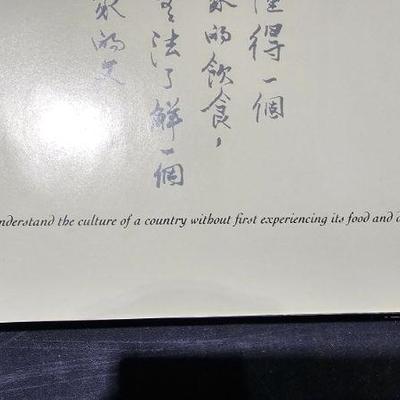 得一個
的飲食，
法了解一個
家的文
nderstand the culture of a country without first experiencing its food and